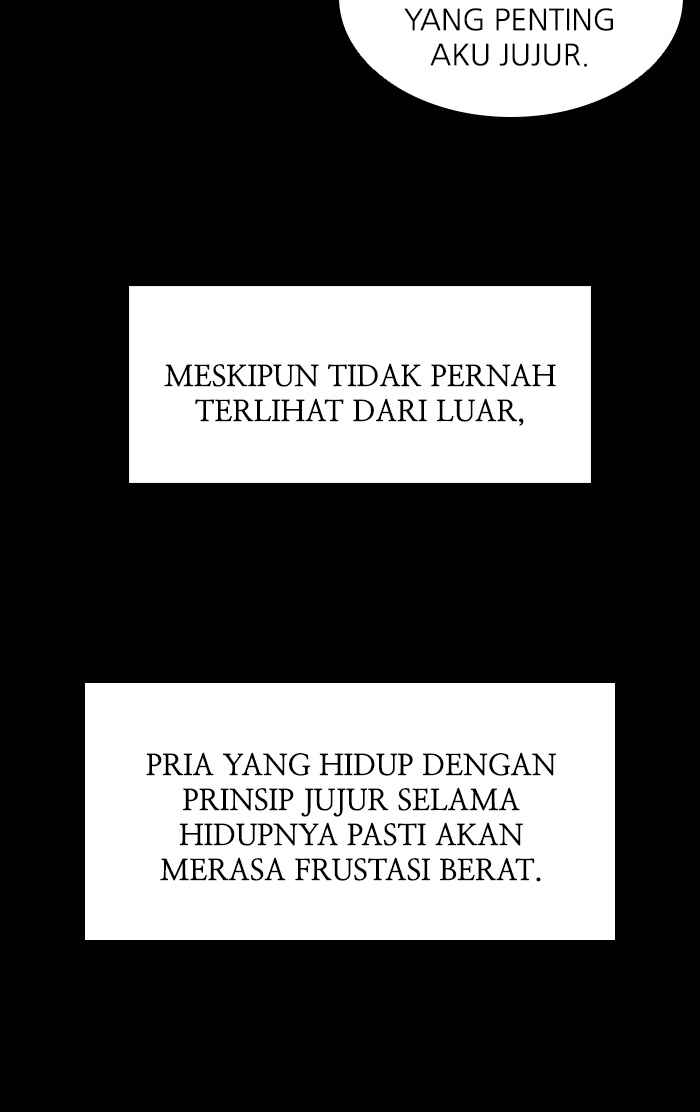 YANG PENTING
AKU JUJUR.
MESKIPUN TIDAK PERNAH
TERLIHAT DARI LUAR,
PRIA YANG HIDUP DENGAN
PRINSIP JUJUR SELAMA
HIDUPNYA PASTI AKAN
MERASA FRUSTASI BERAT.